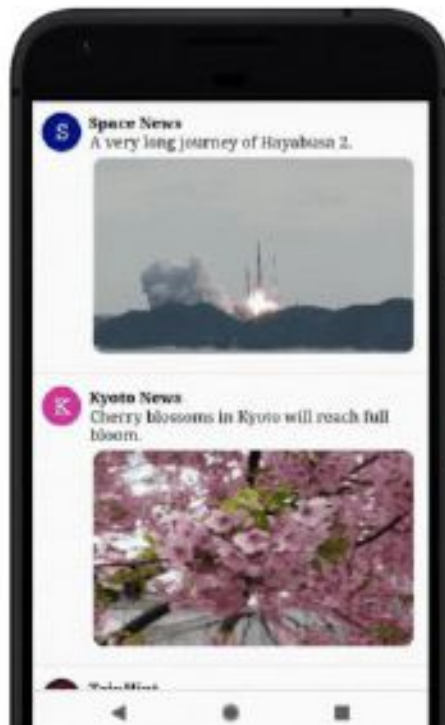 S
Space News
A very long journey of Hayabusa 2.
K
Kyoto News
Cherry blossoms in Kyoto will reach full
bloom.